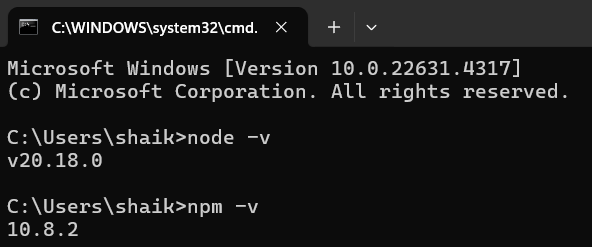 C:\WINDOWS\system32\cmd.
Microsoft Windows [Version 10.0.22631.4317]
(c) Microsoft Corporation. All rights reserved.
C:\Users\shaik>node -v
v20.18.0
C:\Users\shaik>npm -v
10.8.2